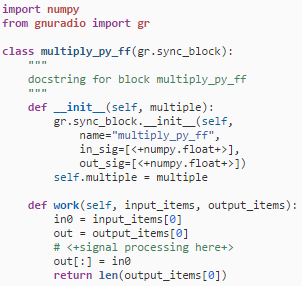 import numpy
from gnuradio import gr

class multiply_py_ff(gr.sync_block):
    """
    docstring for block multiply_py_ff
    """
    def __init__(self, multiple):
        gr.sync_block.__init__(self,
            name="multiply_py_ff",
            in_sig=[<+numpy.float+>],
            out_sig=[<+numpy.float+>])
        self.multiple = multiple

    def work(self, input_items, output_items):
        in0 = input_items[0]
        out = output_items[0]
        # <+signal processing here+>
        out[:] = in0
        return len(output_items[0])